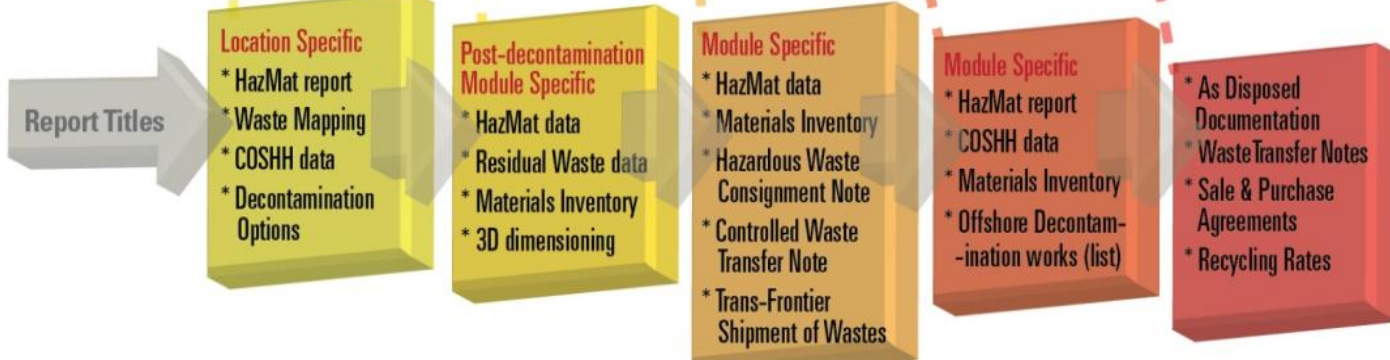 Report Titles
Location Specific
* HazMat report
* Waste Mapping
* COSHH data
* Decontamination
Options
Post-decontamination
Module Specific
* HazMat data
* Residual Waste data
* Materials Inventory
* 3D dimensioning
Module Specific
* HazMat data
* Materials Inventory
* Hazardous Waste
Consignment Note
* Controlled Waste
Transfer Note
* Trans-Frontier
Shipment of Wastes
Module Specific
* HazMat report
* COSHH data
* Materials Inventory
* Offshore Decontam-
-ination works (list)
* As Disposed
Documentation
* Waste Transfer Notes
* Sale & Purchase
Agreements
* Recycling Rates